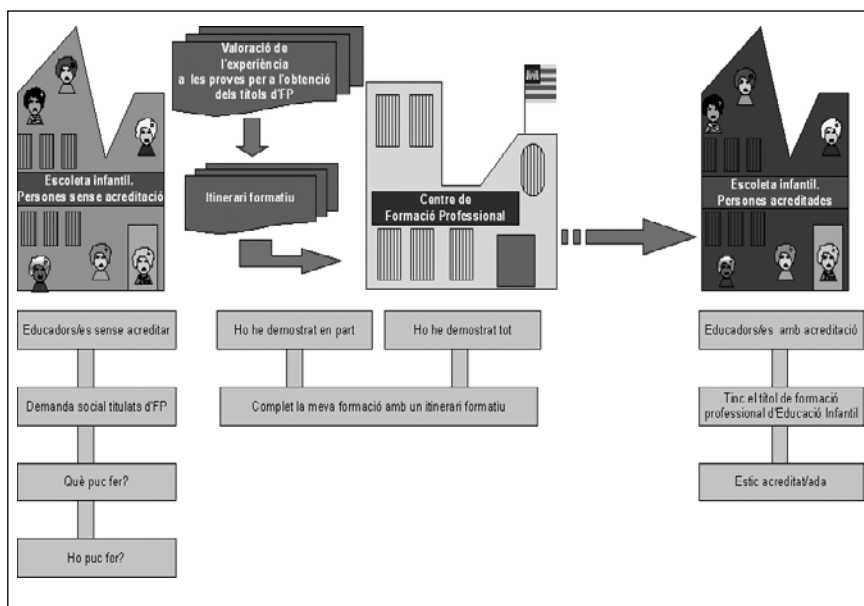 Valoració de
l'experiència
a les proves per a l'obtenció
dels títols d'FP
Escoleta infantil.
Persones sense acreditació
Itinerari formatiu
Centre de
Formació Professional
Escoleta infantil.
Persones acreditades
Educadors/es sense acreditar
Ho he demostrat en part
Ho he demostrat tot
Educadors/es amb acreditació
Demanda social titulats d'FP
Complet la meva formació amb un itinerari formatiu
Tinc el títol de formació
professional d'Educació Infantil
Què puc fer?
Estic acreditat/ada
Ho puc fer?